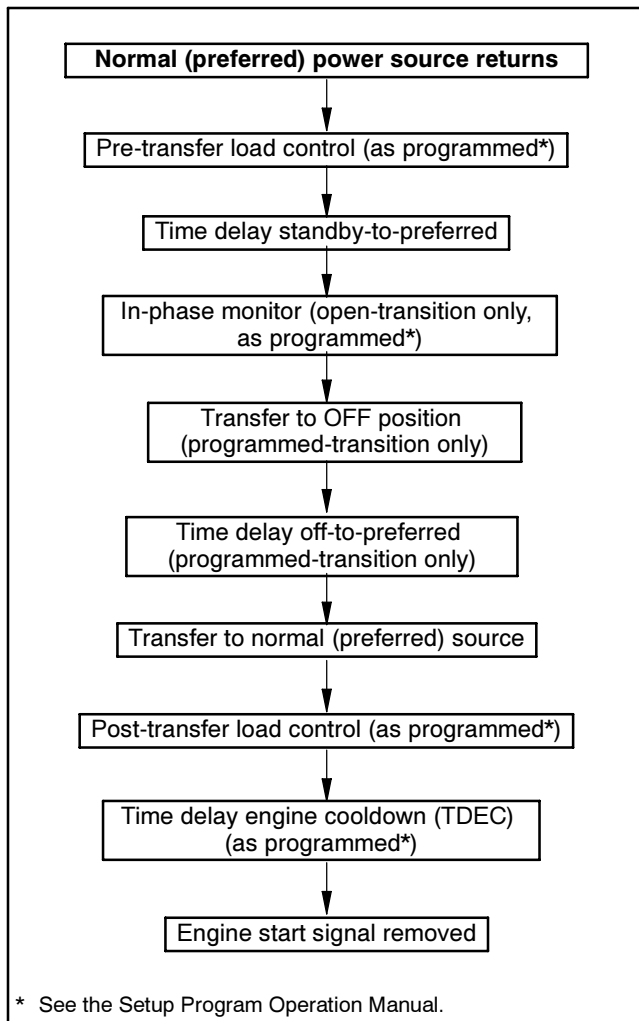 Normal (preferred) power source returns
Pre-transfer load control (as programmed*)
Time delay standby-to-preferred
In-phase monitor (open-transition only,
as programmed*)
Transfer to OFF position
(programmed-transition only)
Time delay off-to-preferred
(programmed-transition only)
Transfer to normal (preferred) source
Post-transfer load control (as programmed*)
Time delay engine cooldown (TDEC)
(as programmed*)
Engine start signal removed
* See the Setup Program Operation Manual.